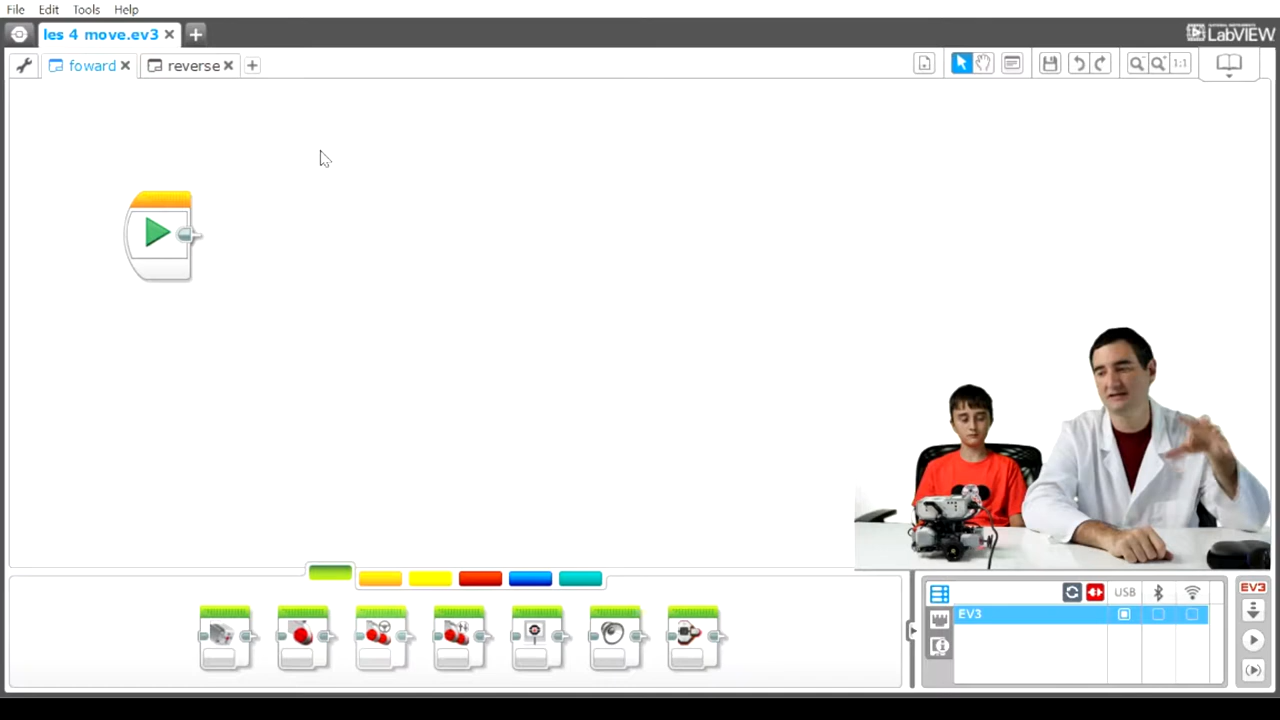 File Edit Tools Help
les 4 move.ev3
LabVIEW
foward reverse
1:1
USB
EV3
EV3